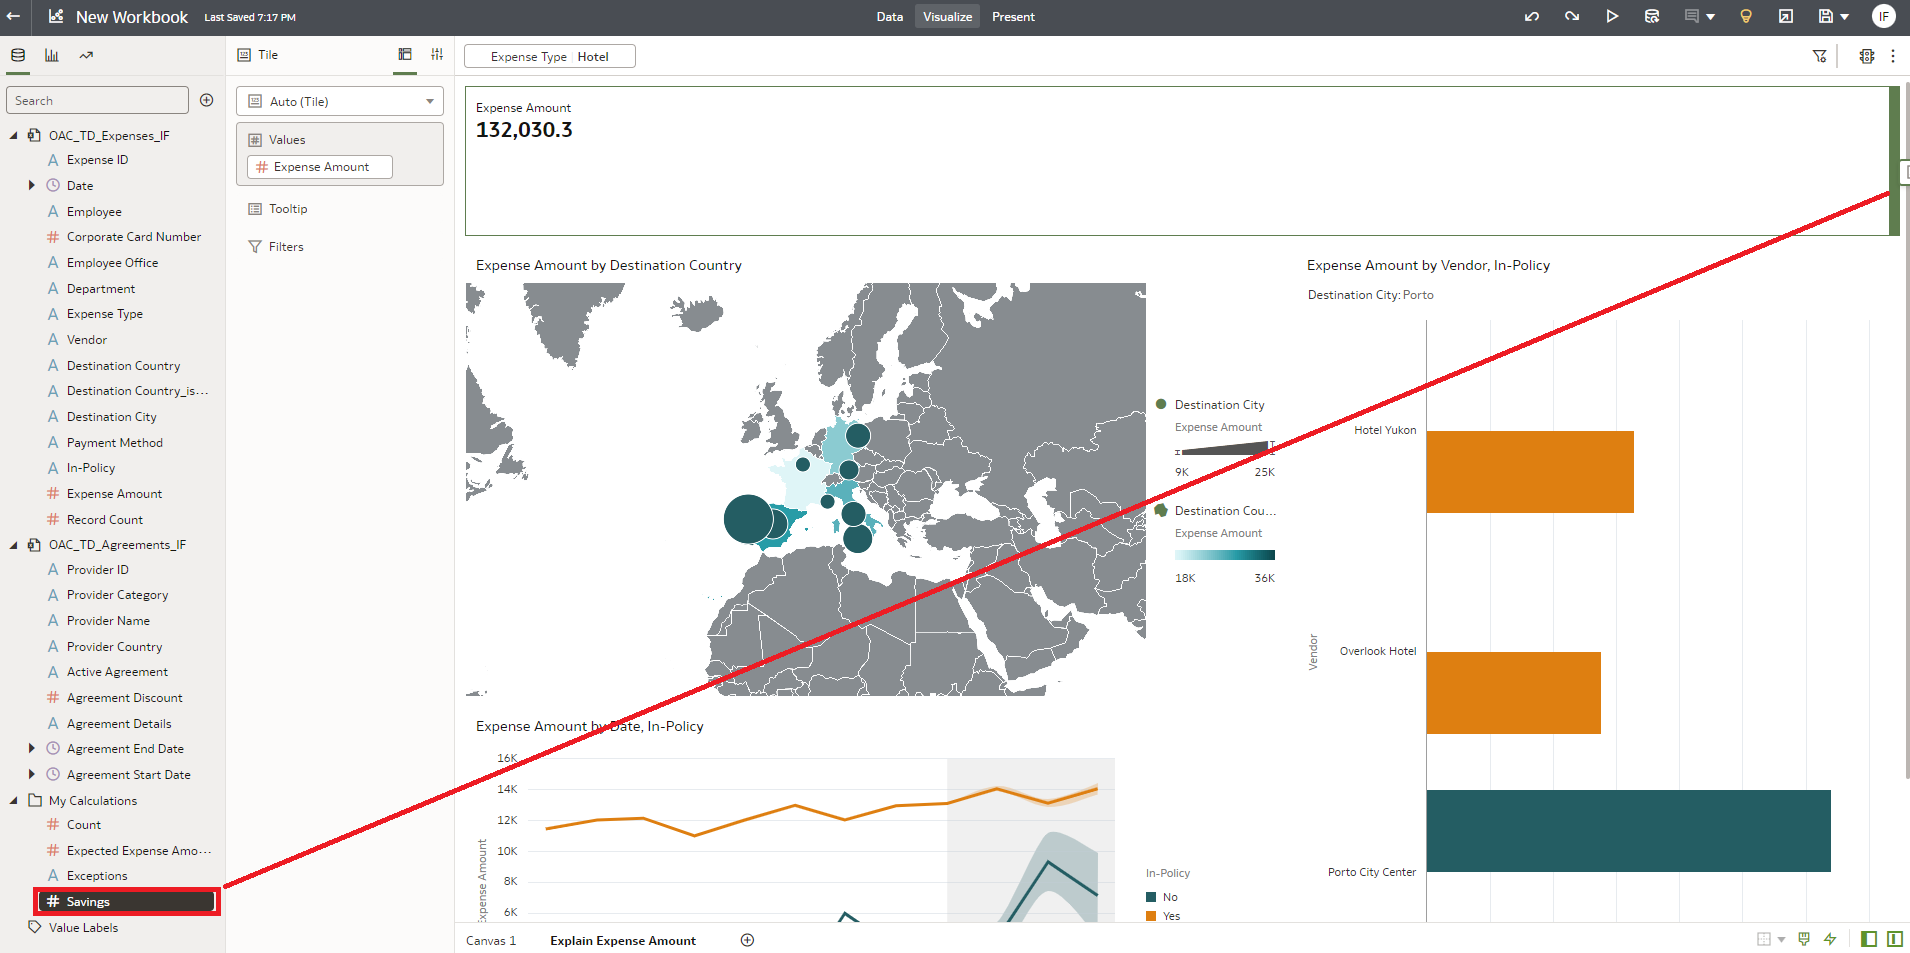 New Workbook Last Saved 7:17 PM Data Visualize Present IF
Tile
Expense Type Hotel
Search
Auto (Tile)
Values
Expense Amount
Tooltip
Filters
OAC_TD_Expenses_IF
Expense ID
Date
Employee
Corporate Card Number
Employee Office
Department
Expense Type
Vendor
Destination Country
Destination Country_is...
Destination City
Payment Method
In-Policy
Expense Amount
Record Count
OAC_TD_Agreements_IF
Provider ID
Provider Category
Provider Name
Provider Country
Active Agreement
Agreement Discount
Agreement Details
Agreement End Date
Agreement Start Date
My Calculations
Count
Expected Expense Amo...
Exceptions
Savings
Value Labels
Expense Amount
132,030.3
Expense Amount by Destination Country
Destination City
Expense Amount
9K 25K
Destination Cou...
Expense Amount
18K 36K
Expense Amount by Vendor, In-Policy
Destination City: Porto
Vendor
Hotel Yukon
Overlook Hotel
Porto City Center
Expense Amount by Date, In-Policy
Expense Amount
16K
14K
12K
10K
8K
6K
In-Policy
No
Yes
Canvas 1 Explain Expense Amount